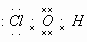 : Cl × O × H